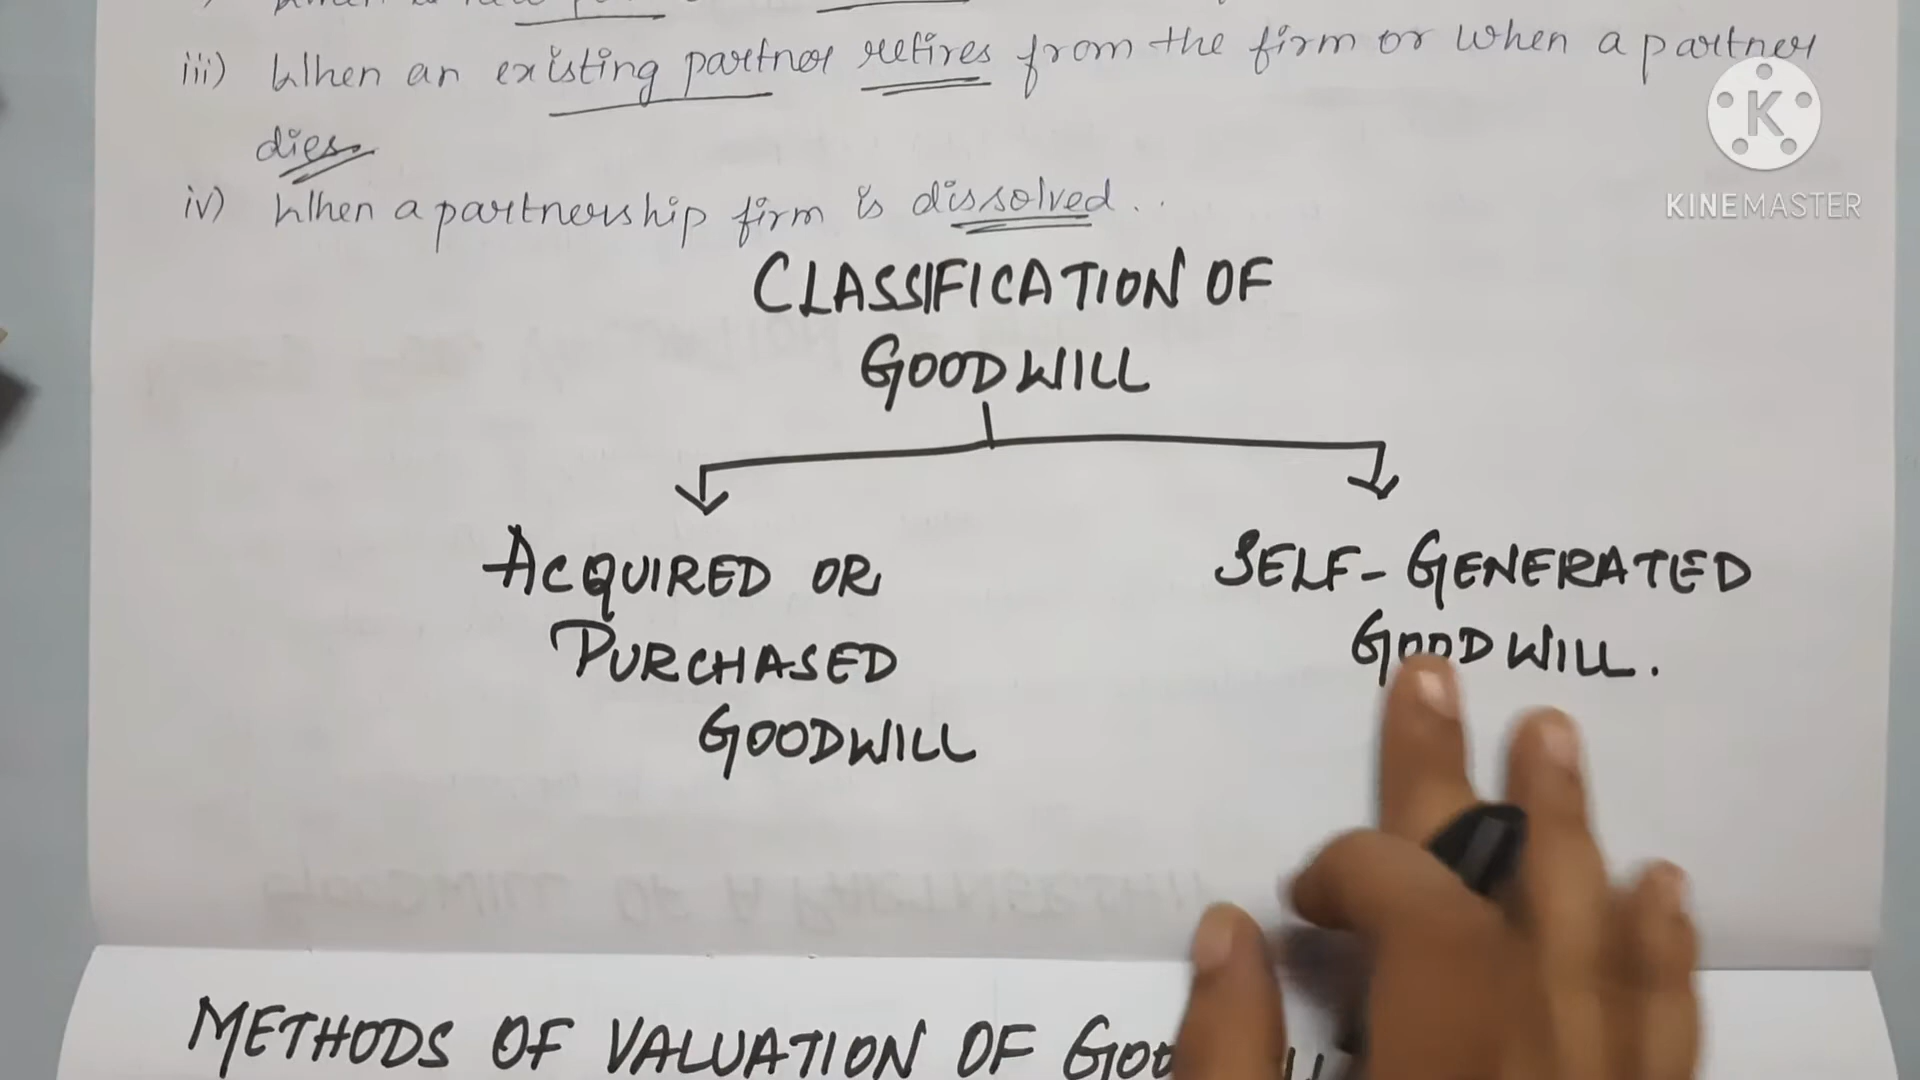 iii) When an existing partner retires from the firm or when a partner
dies
iv) When a partnership firm is dissolved..
CLASSIFICATION OF
GOODWILL
ACQUIRED OR
PURCHASED
GOODWILL
SELF-GENERATED
GOODWILL.
METHODS OF VALUATION OF
K
KINEMASTER